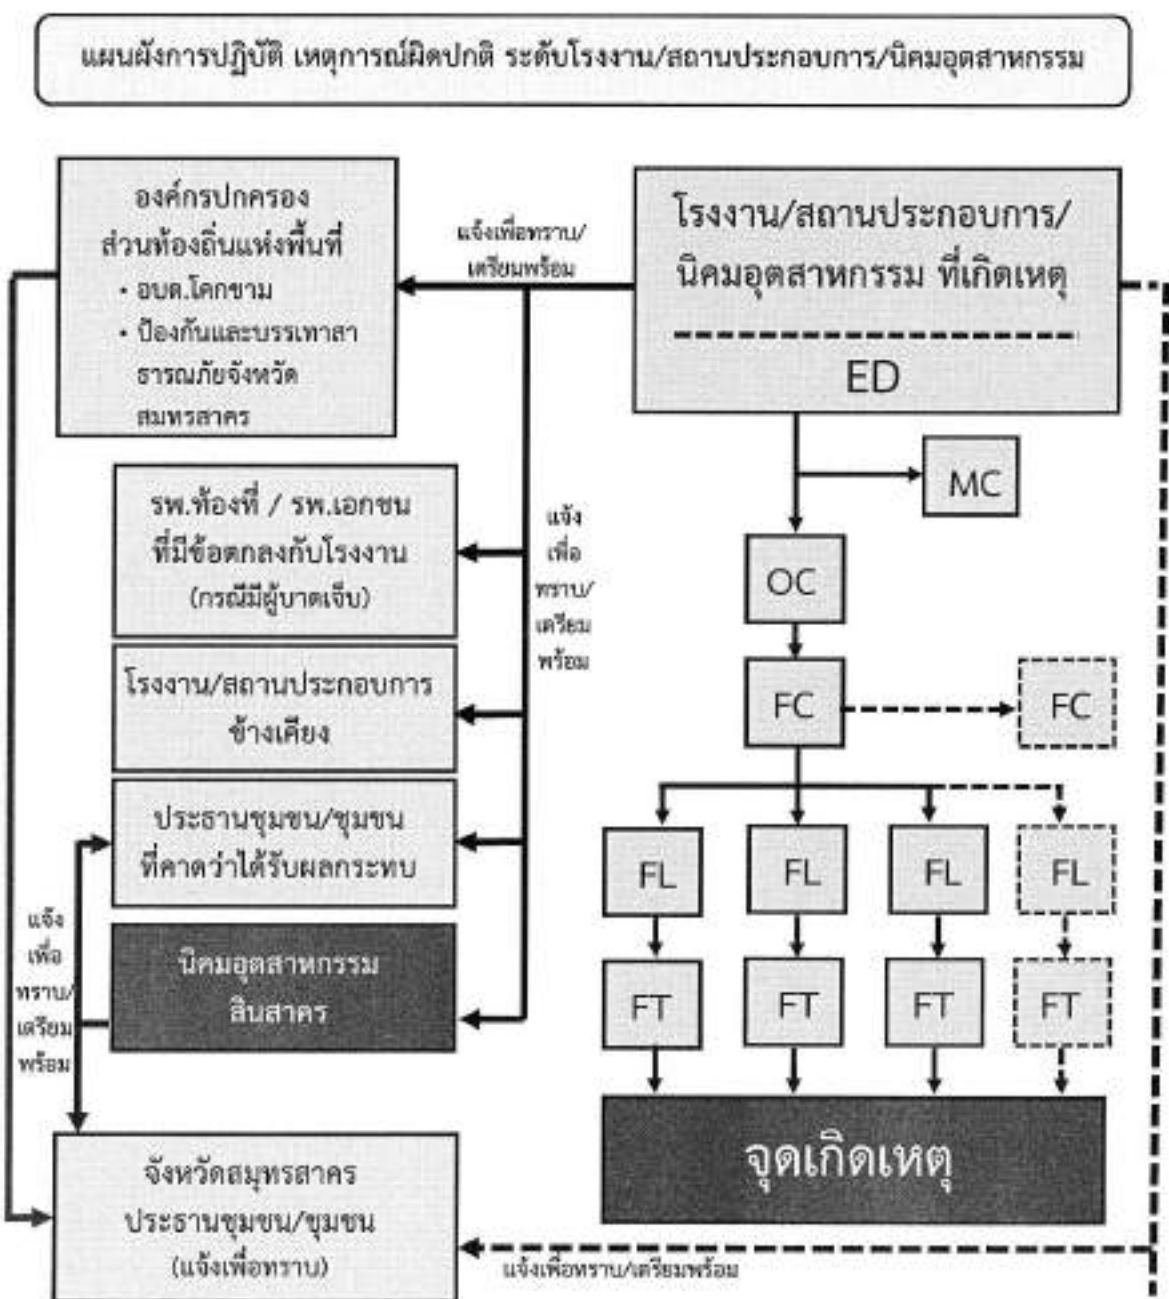 แผนผังการปฏิบัติ เหตุการณ์ผิดปกติ ระดับโรงงาน/สถานประกอบการ/นิคมอุตสาหกรรม
องค์กรปกครอง
ส่วนท้องถิ่นแห่งพื้นที่
• อบต.โคกขาม
• ป้องกันและบรรเทาสา
ธารณภัยจังหวัด
สมทรสาคร
แจ้งเพื่อทราบ/
เตรียมพร้อม
โรงงาน/สถานประกอบการ/
นิคมอุตสาหกรรม ที่เกิดเหตุ
ED
MC
OC
FC
FC
FL
FL
FL
FL
FT
FT
FT
FT
จุดเกิดเหตุ
รพ.ท้องที่ / รพ.เอกชน
ที่มีข้อตกลงกับโรงงาน
(กรณีมีผู้บาดเจ็บ)
แจ้ง
เพื่อ
ทราบ/
เตรียม
พร้อม
โรงงาน/สถานประกอบการ
ข้างเคียง
ประธานชุมชน/ชุมชน
ที่คาดว่าได้รับผลกระทบ
นิคมอุตสาหกรรม
สินสาคร
แจ้ง
เพื่อ
ทราบ/
เตรียม
พร้อม
จังหวัดสมุทรสาคร
ประธานชุมชน/ชุมชน
(แจ้งเพื่อทราบ)
แจ้งเพื่อทราบ/เตรียมพร้อม